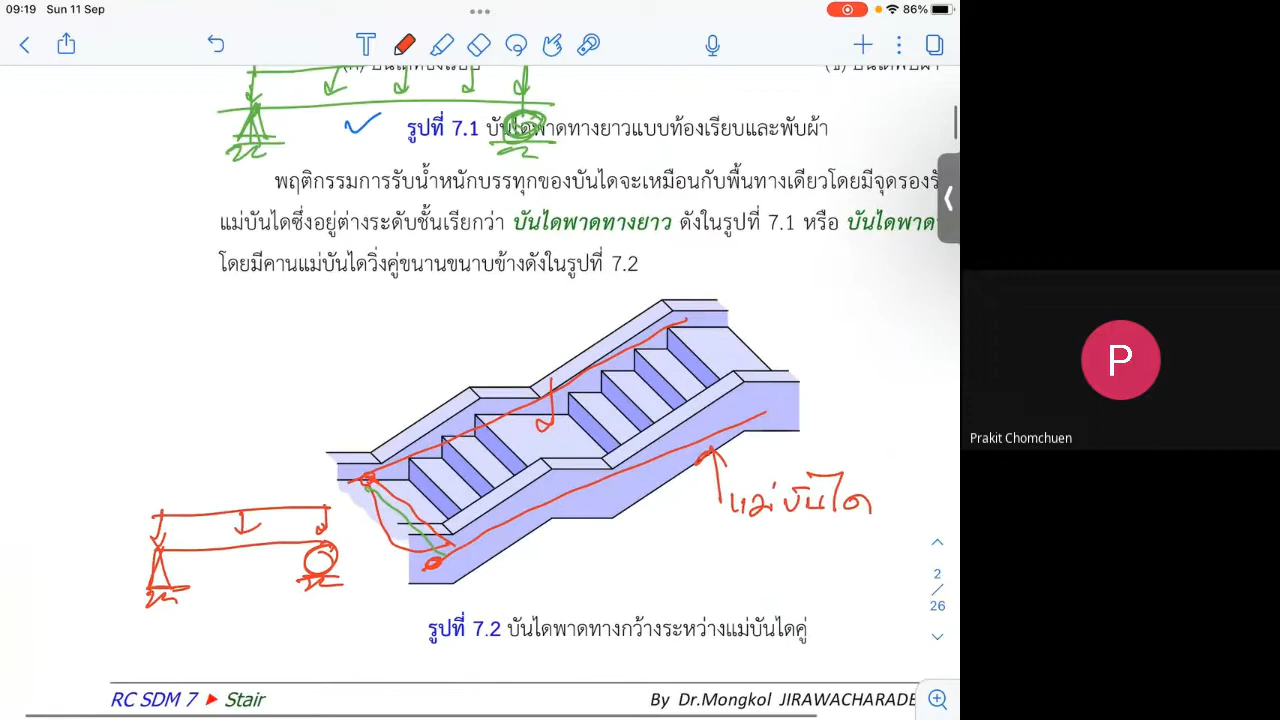 09:19 Sun 11 Sep
86%
รูปที่ 7.1 บันไดพาดทางยาวแบบท้องเรียบและพับผ้า
พฤติกรรมการรับน้ำหนักบรรทุกของบันไดจะเหมือนกับพื้นทางเดียวโดยมีจุดรองรั
แม่บันไดซึ่งอยู่ต่างระดับชั้นเรียกว่า บันไดพาดทางยาว ดังในรูปที่ 7.1 หรือ บันไดพาด
โดยมีคานแม่บันไดวิ่งคู่ขนานขนาบข้างดังในรูปที่ 7.2
แม่บันได
รูปที่ 7.2 บันไดพาดทางกว้างระหว่างแม่บันไดคู่
2
/
26
RC SDM 7 Stair
By Dr.Mongkol JIRAWACHARADE
P
Prakit Chomchuen